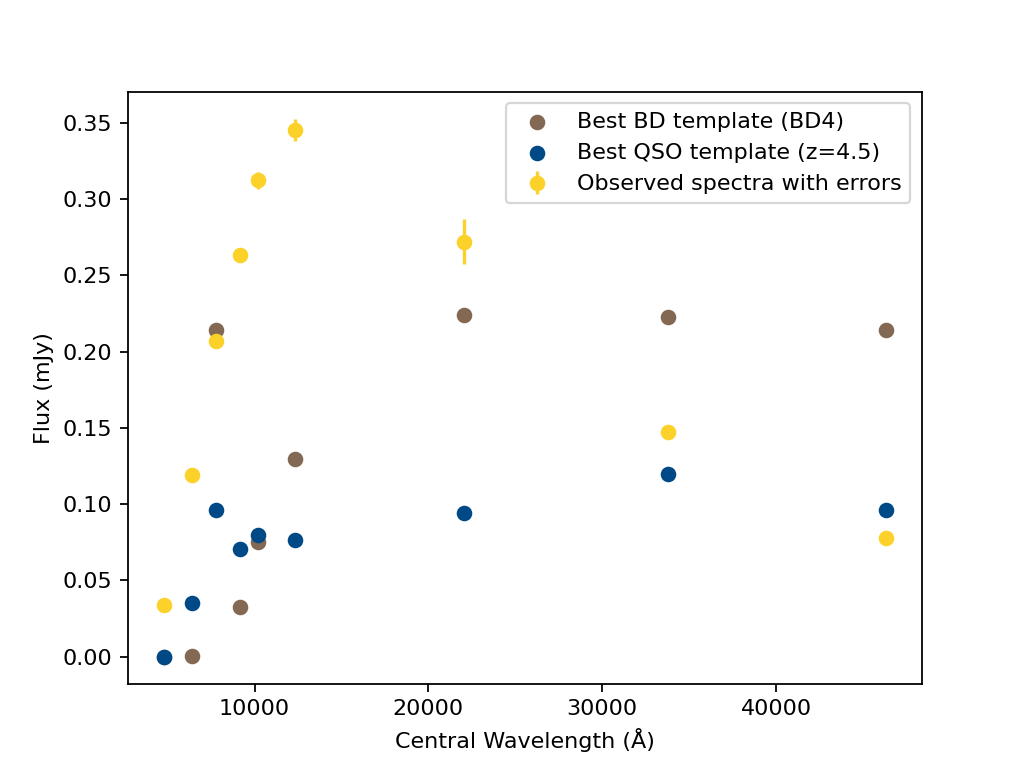 Best BD template (BD4)
Best QSO template (z=4.5)
Observed spectra with errors
0.35
0.30
0.25
0.20
0.15
0.10
0.05
0.00
Flux (mJy)
10000
20000
30000
40000
Central Wavelength (Å)